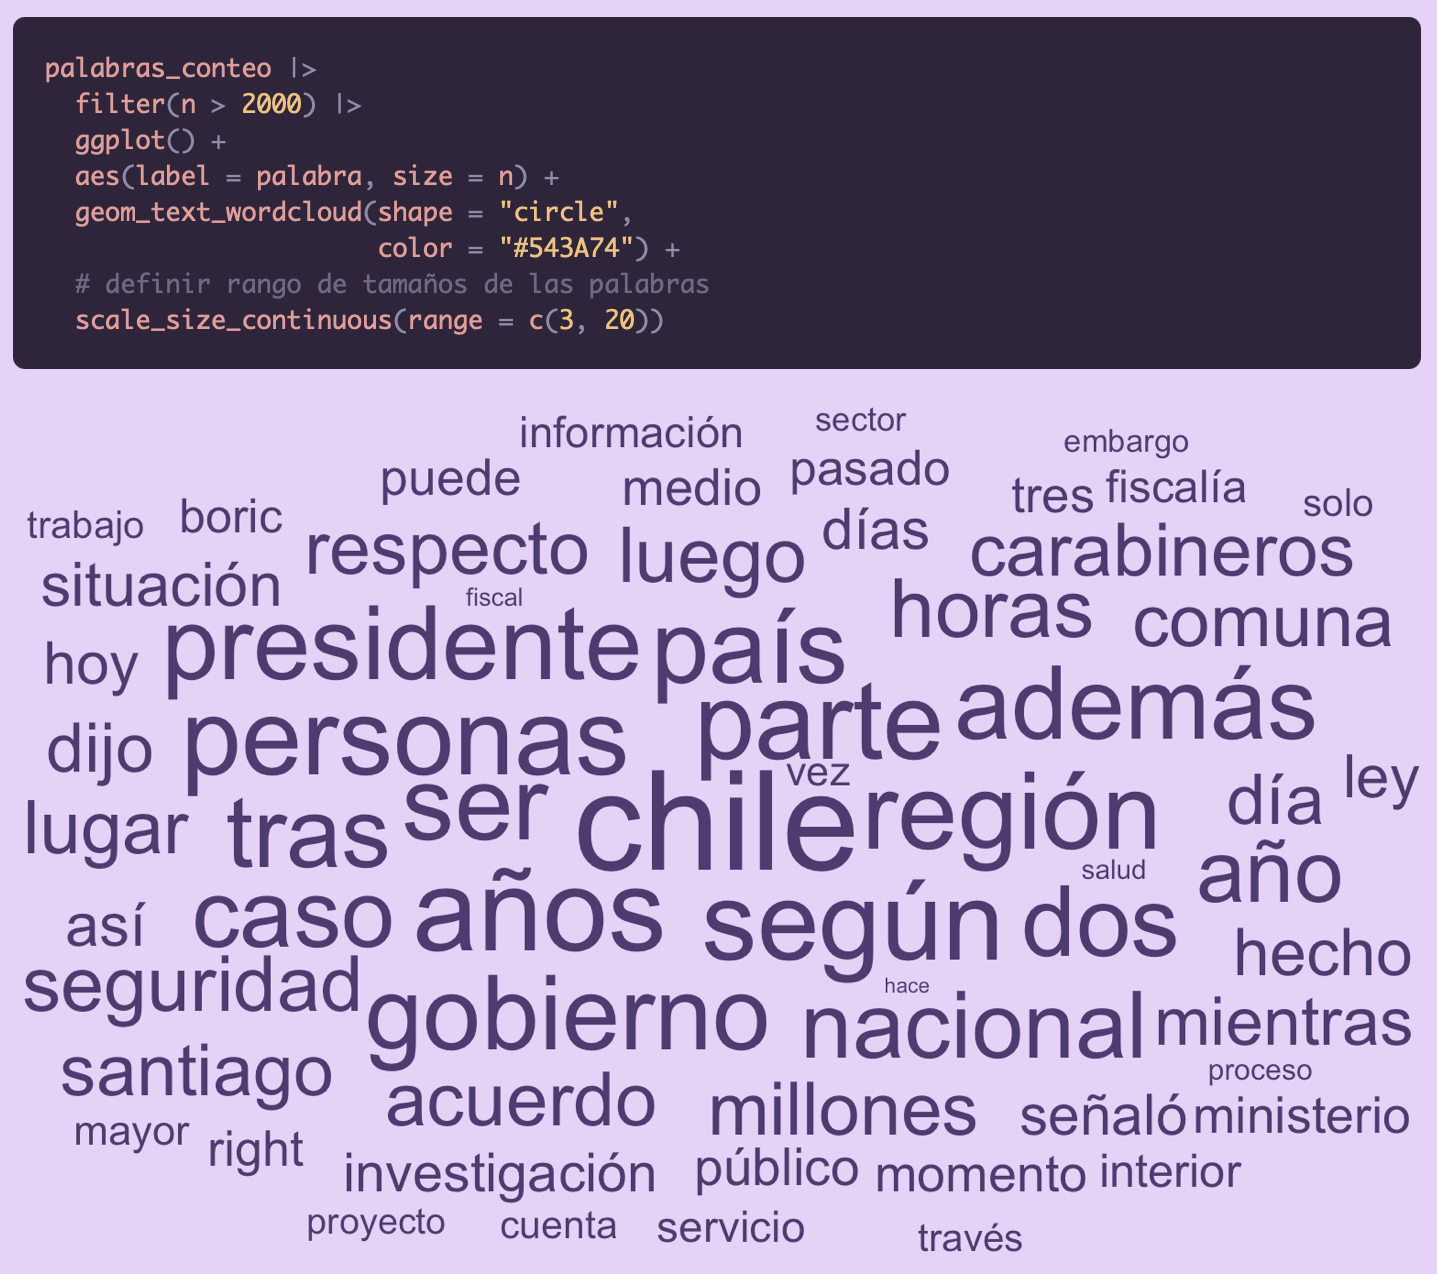 palabras_conteo |>
  filter(n > 2000) |>
  ggplot() +
  aes(label = palabra, size = n) +
  geom_text_wordcloud(shape = "circle",
                      color = "#543A74") +
  # definir rango de tamaños de las palabras
  scale_size_continuous(range = c(3, 20))
información
sector
embargo
puede
medio
pasado
tres
fiscalía
solo
trabajo
boric
respecto
luego
días
carabineros
situación
fiscal
horas
comuna
hoy
presidente
país
parte
además
dijo
personas
vez
ley
lugar
tras
ser
chile
región
día
salud
año
así
caso
años
según
dos
hecho
seguridad
gobierno
hace
nacional
mientras
santiago
acuerdo
millones
proceso
señaló
ministerio
mayor
right
investigación
público
momento
interior
proyecto
cuenta
servicio
través